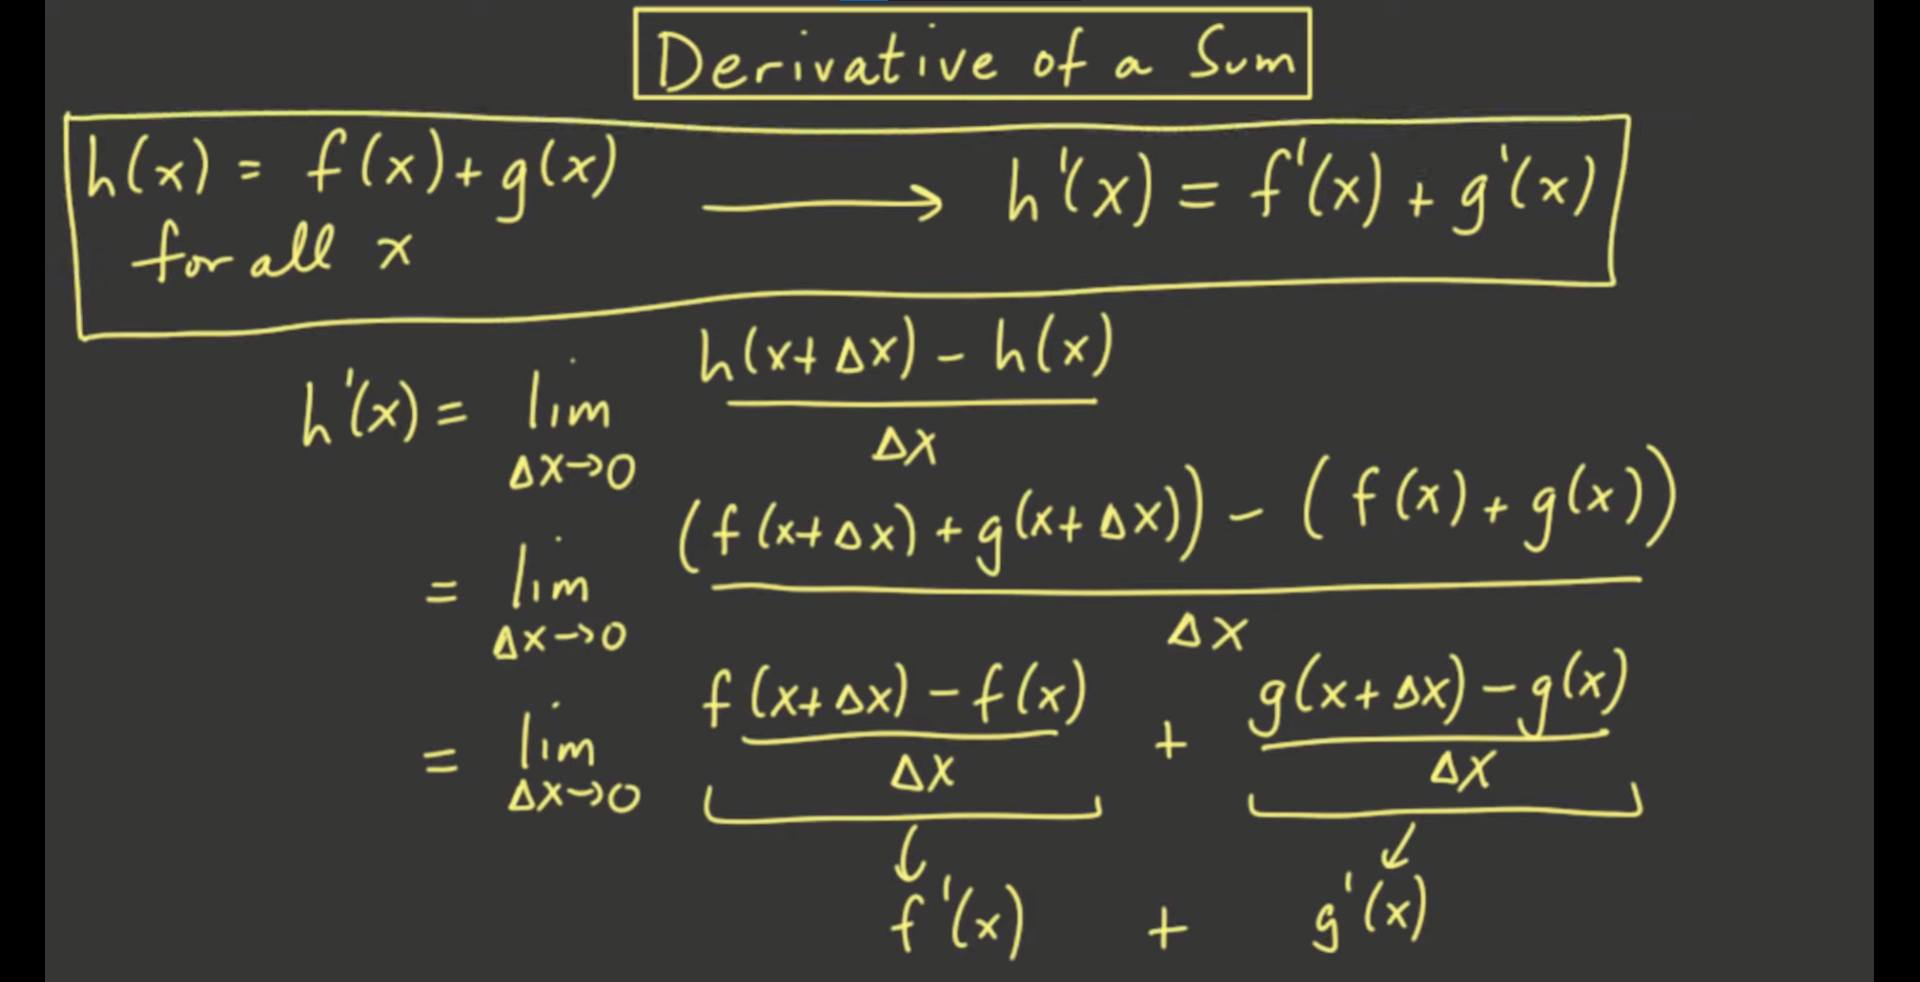 Derivative of a Sum
h(x) = f(x) + g(x) ⟶ h'(x) = f'(x) + g'(x)
for all x
h'(x) = lim Δx→0 (h(x+Δx) - h(x))/Δx
= lim Δx→0 ((f(x+Δx) + g(x+Δx)) - (f(x) + g(x)))/Δx
= lim Δx→0 (f(x+Δx) - f(x))/Δx + (g(x+Δx) - g(x))/Δx
f'(x) + g'(x)